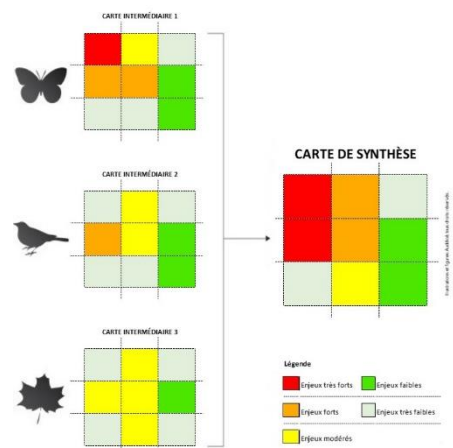 CARTE INTERMÉDIAIRE 1
CARTE INTERMÉDIAIRE 2
CARTE INTERMÉDIAIRE 3
CARTE DE SYNTHÈSE
Légende
Enjeux très forts
Enjeux faibles
Enjeux forts
Enjeux très faibles
Enjeux modérés